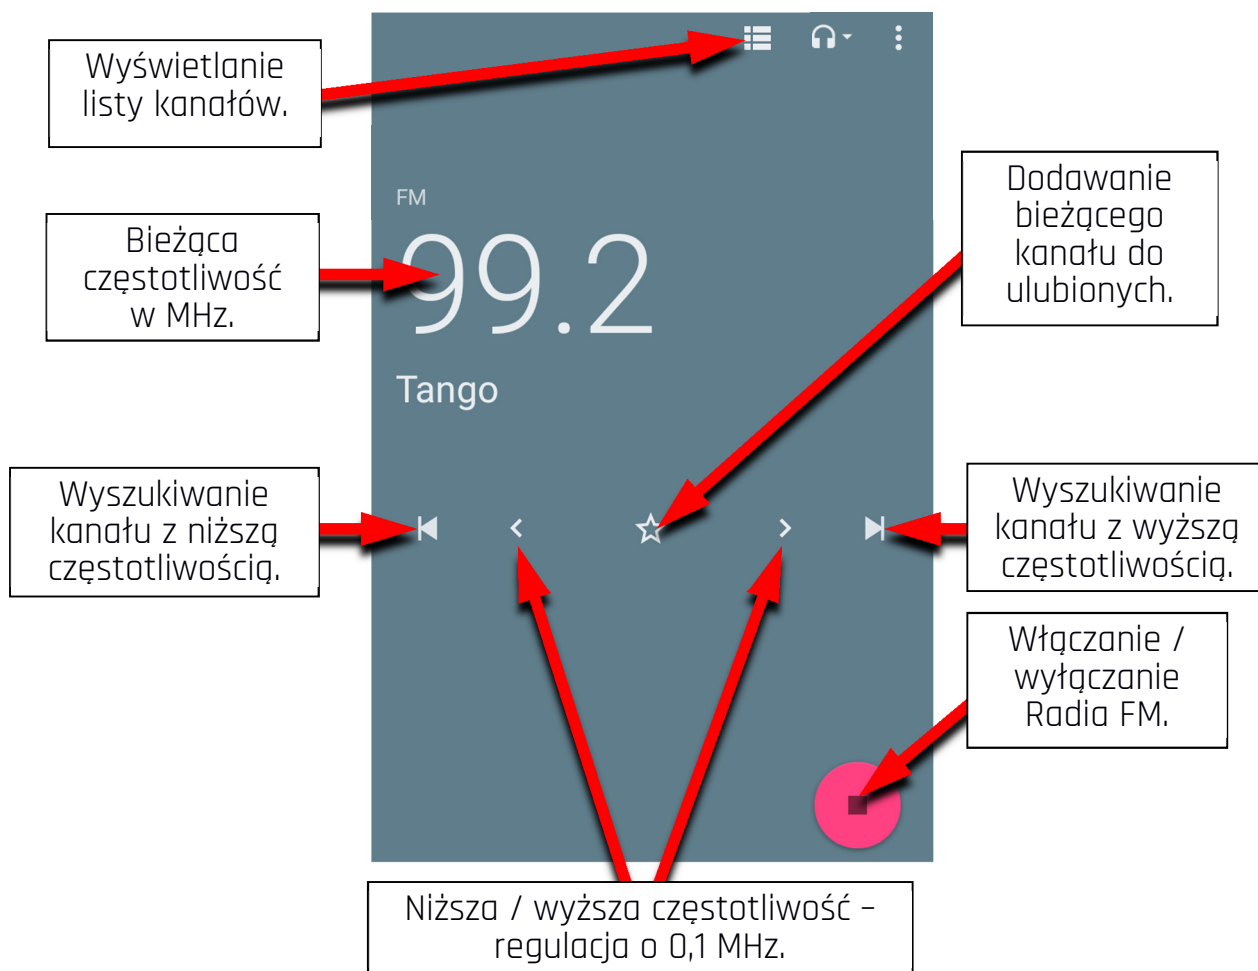 Wyświetlanie
listy kanałów.
FM
99.2
Tango
Bieżąca
częstotliwość
w MHz.
Dodawanie
bieżącego
kanału do
ulubionych.
Wyszukiwanie
kanału z niższą
częstotliwością.
Wyszukiwanie
kanału z wyższą
częstotliwością.
Włączanie /
wyłączanie
Radia FM.
Niższa / wyższa częstotliwość –
regulacja o 0,1 MHz.